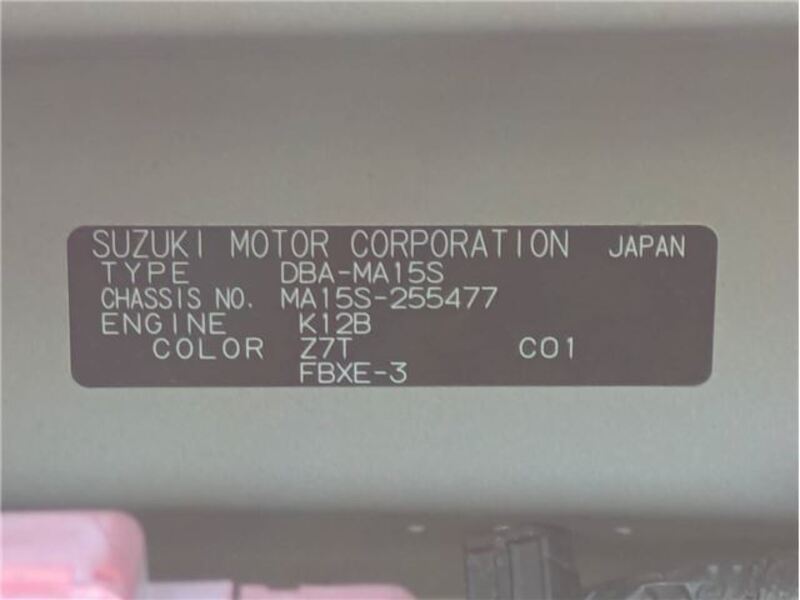 SUZUKI MOTOR CORPORATION JAPAN
TYPE DBA-MA15S
CHASSIS NO. MA15S-255477
ENGINE K12B
COLOR Z7T C01
FBXE-3